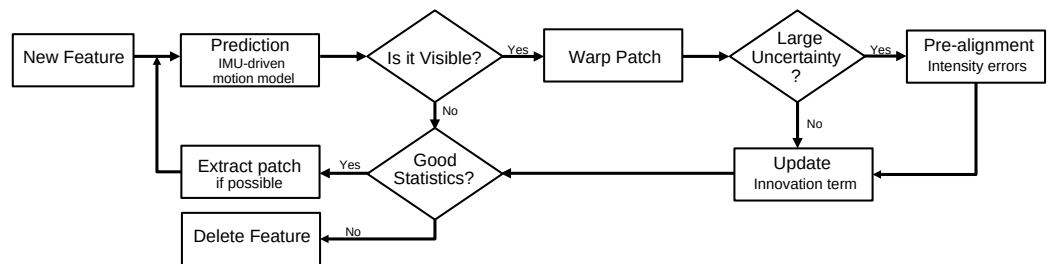 New Feature
Prediction
IMU-driven
motion model
Is it Visible?
Yes
Warp Patch
Large
Uncertainty
?
Yes
Pre-alignment
Intensity errors
No
No
Extract patch
if possible
Yes
Good
Statistics?
Update
Innovation term
Delete Feature
No